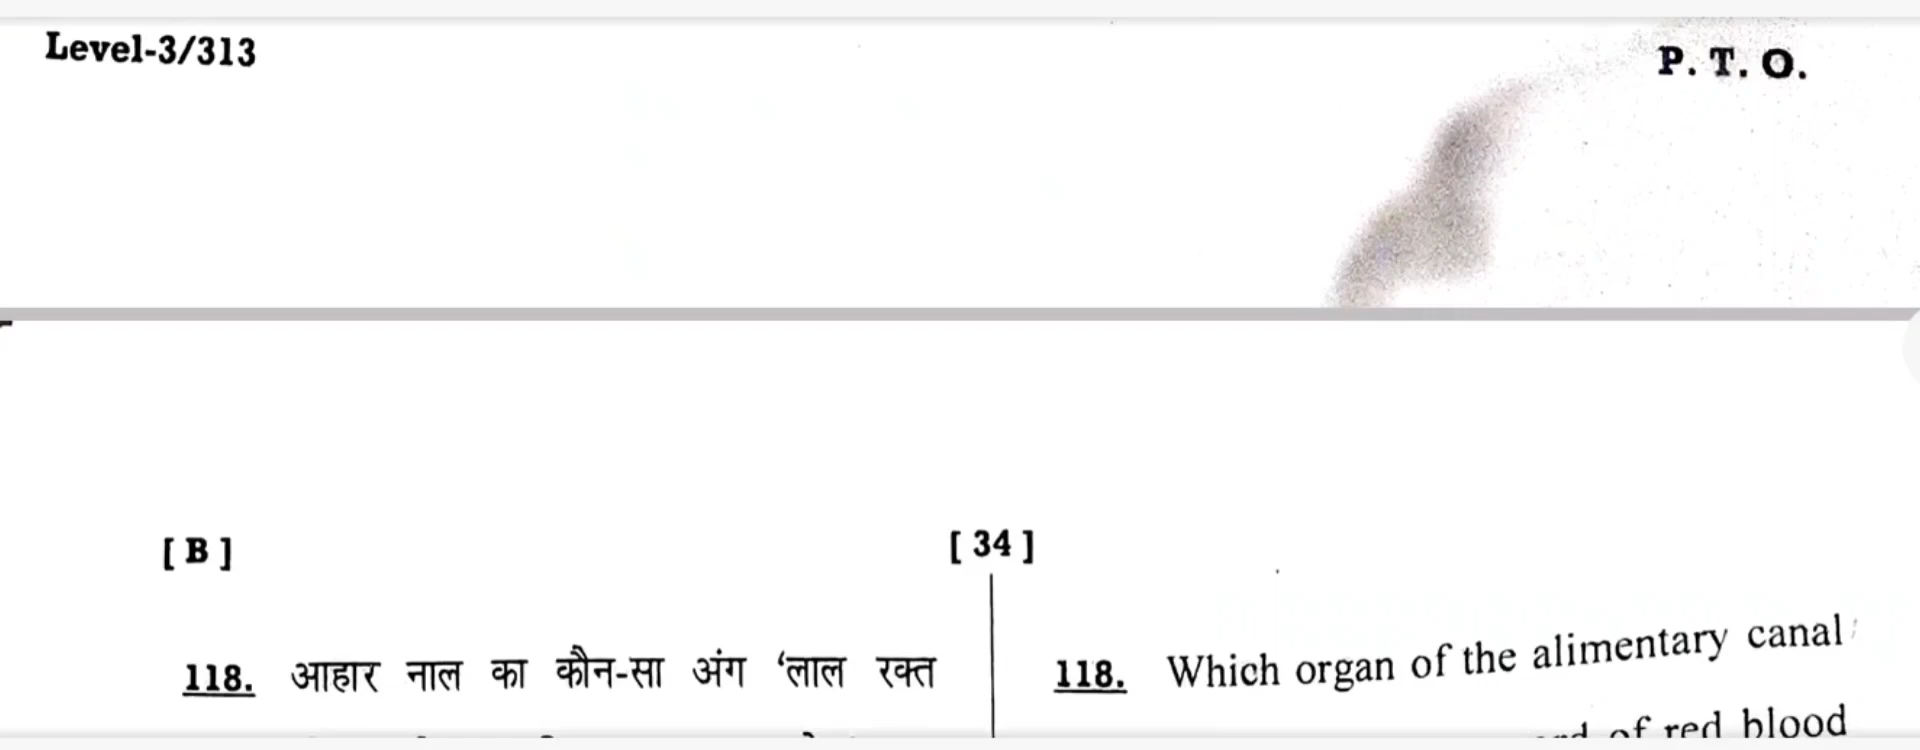 Level-3/313
P. T. O.
[ B ]
[ 34 ]
118. आहार नाल का कौन-सा अंग ‘लाल रक्त
118. Which organ of the alimentary canal
of red blood